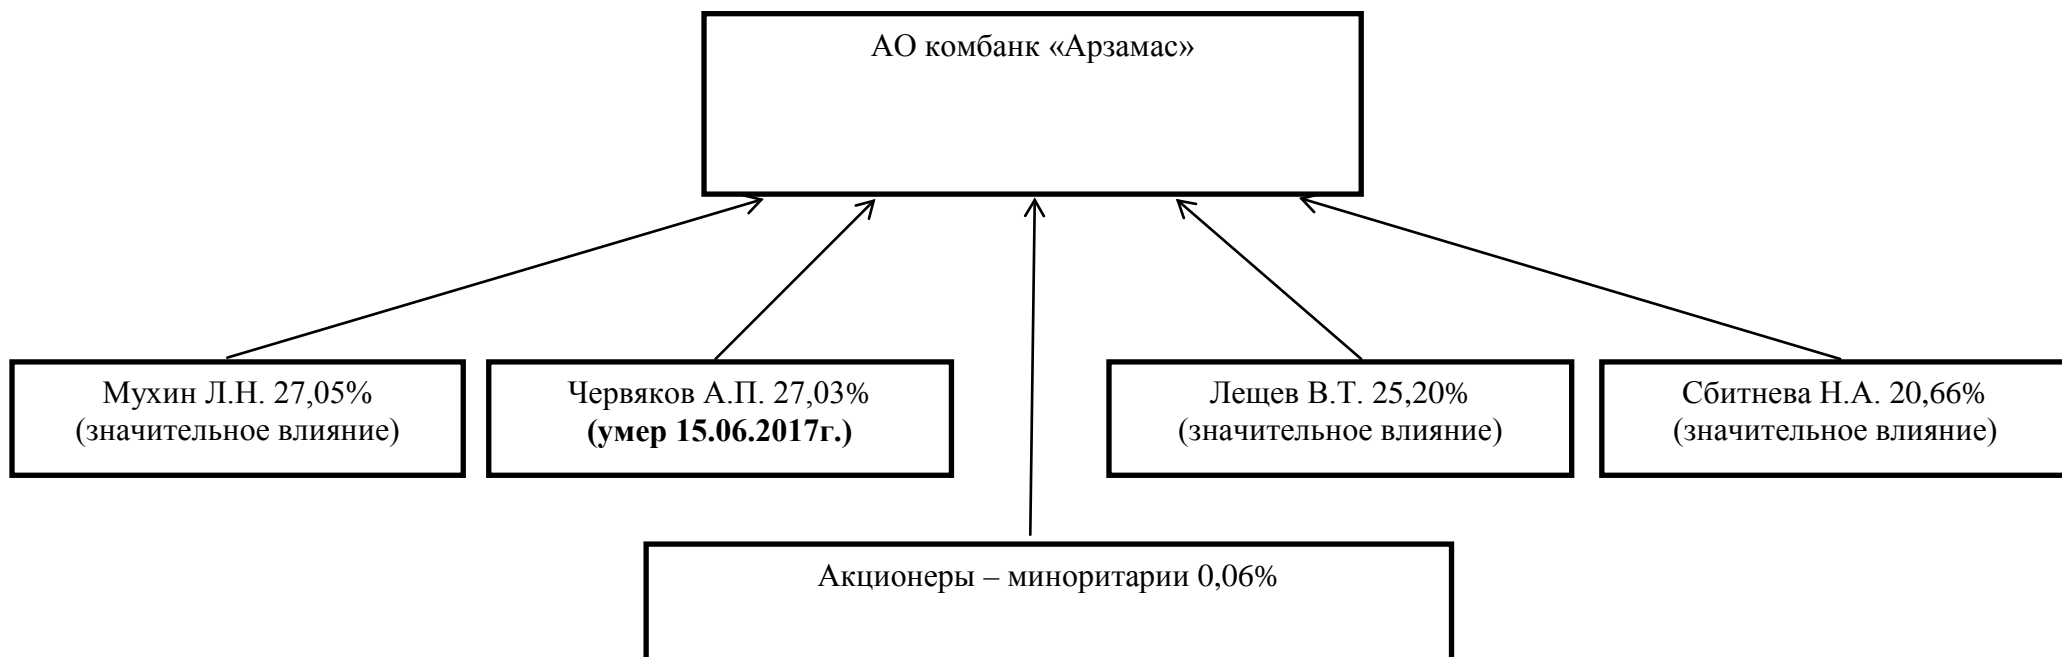 АО комбанк «Арзамас»
Мухин Л.Н. 27,05%
(значительное влияние)
Червяков А.П. 27,03%
(умер 15.06.2017г.)
Лещев В.Т. 25,20%
(значительное влияние)
Сбитнева Н.А. 20,66%
(значительное влияние)
Акционеры – миноритарии 0,06%